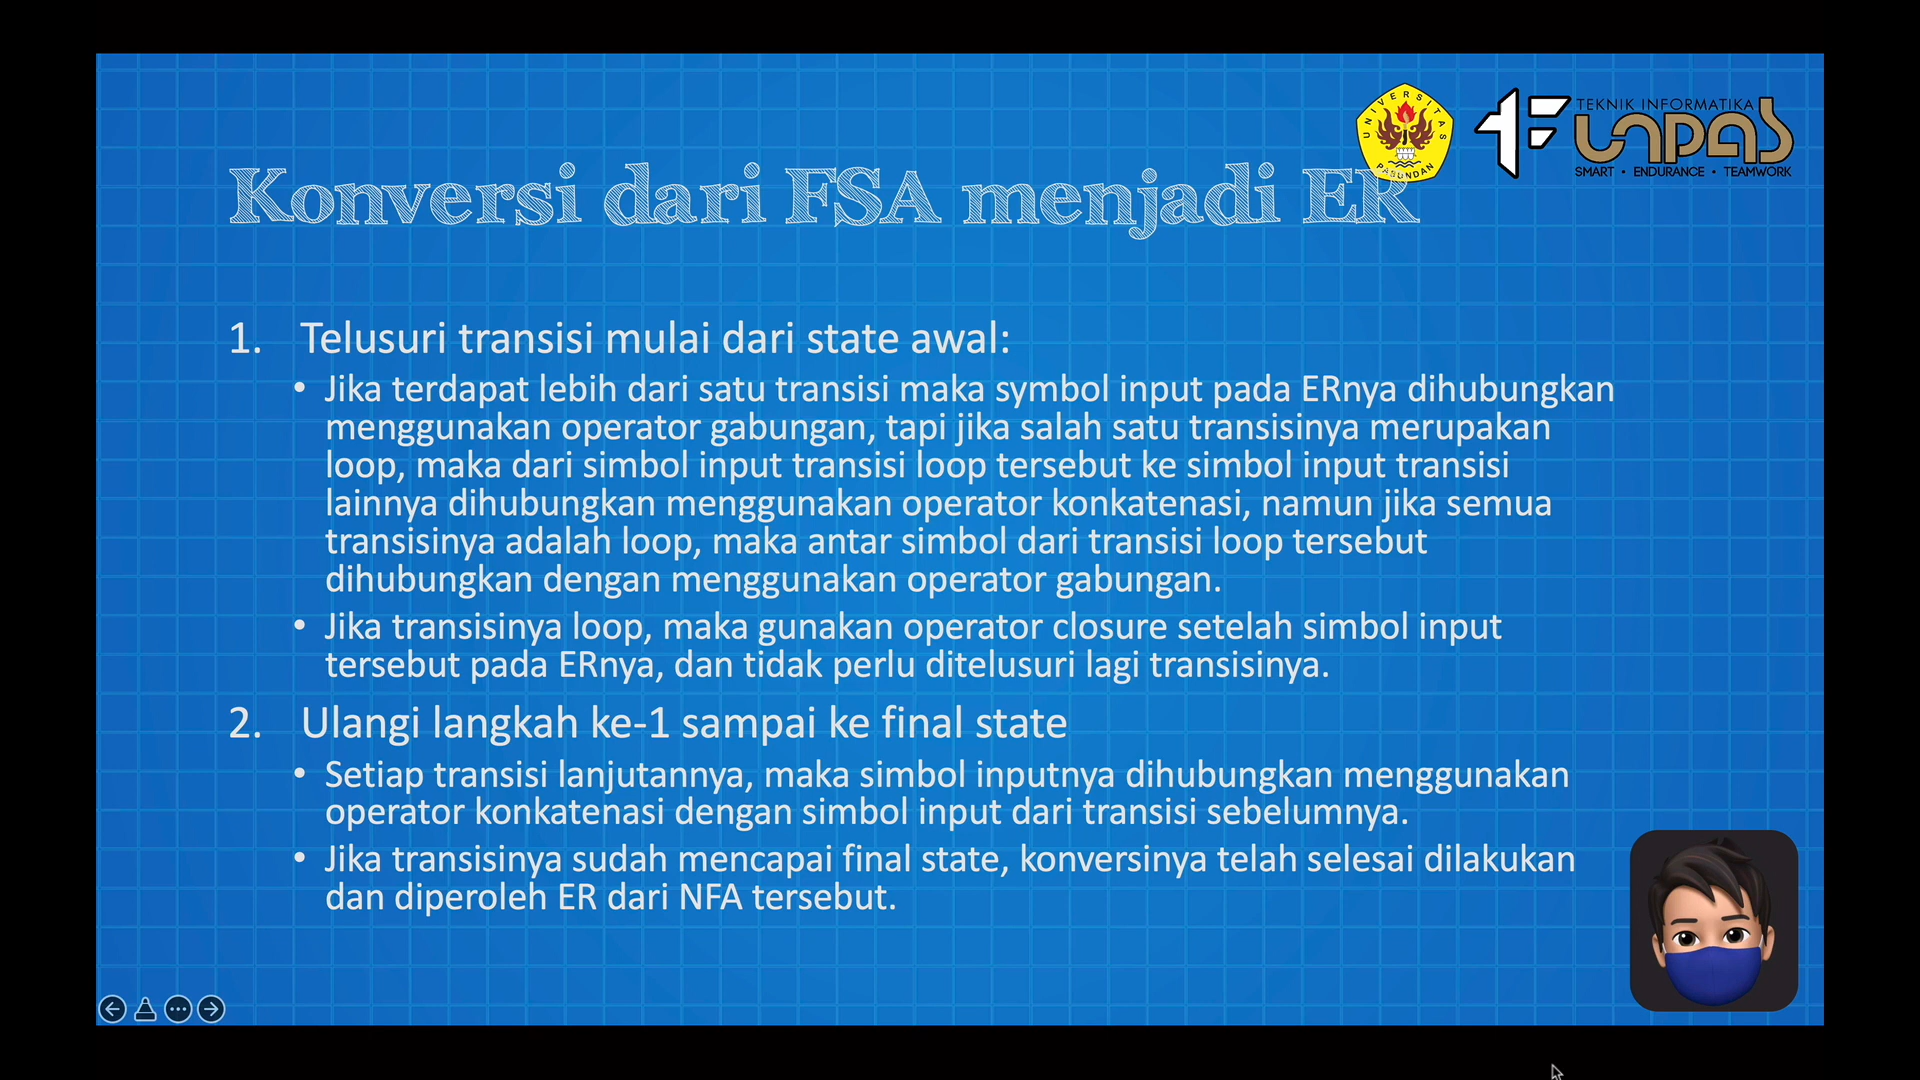 UNIVERSITAS
PASUNDAN
TEKNIK INFORMATIKA
UNPAS
SMART • ENDURANCE • TEAMWORK
Konversi dari FSA menjadi ER
1. Telusuri transisi mulai dari state awal:
• Jika terdapat lebih dari satu transisi maka symbol input pada ERnya dihubungkan
menggunakan operator gabungan, tapi jika salah satu transisinya merupakan
loop, maka dari simbol input transisi loop tersebut ke simbol input transisi
lainnya dihubungkan menggunakan operator konkatenasi, namun jika semua
transisinya adalah loop, maka antar simbol dari transisi loop tersebut
dihubungkan dengan menggunakan operator gabungan.
• Jika transisinya loop, maka gunakan operator closure setelah simbol input
tersebut pada ERnya, dan tidak perlu ditelusuri lagi transisinya.
2. Ulangi langkah ke-1 sampai ke final state
• Setiap transisi lanjutannya, maka simbol inputnya dihubungkan menggunakan
operator konkatenasi dengan simbol input dari transisi sebelumnya.
• Jika transisinya sudah mencapai final state, konversinya telah selesai dilakukan
dan diperoleh ER dari NFA tersebut.